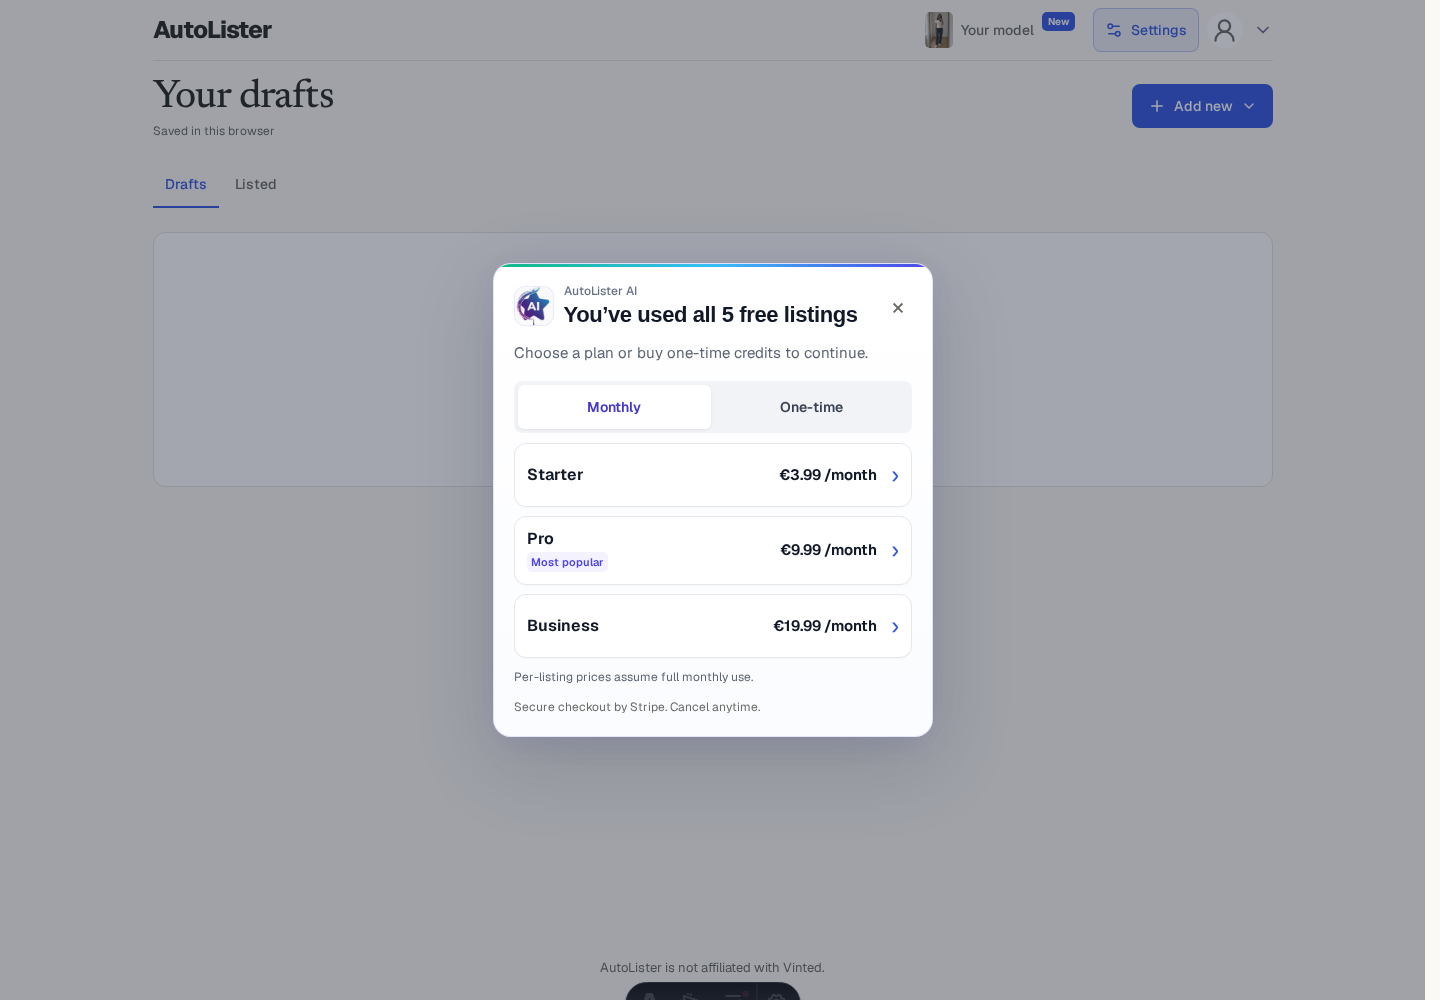 AutoLister
Your model
New
Settings
Your drafts
Saved in this browser
Add new
Drafts
Listed
AI
AutoLister AI
You’ve used all 5 free listings
Choose a plan or buy one-time credits to continue.
Monthly
One-time
Starter
€3.99 /month
Pro
Most popular
€9.99 /month
Business
€19.99 /month
Per-listing prices assume full monthly use.
Secure checkout by Stripe. Cancel anytime.
AutoLister is not affiliated with Vinted.